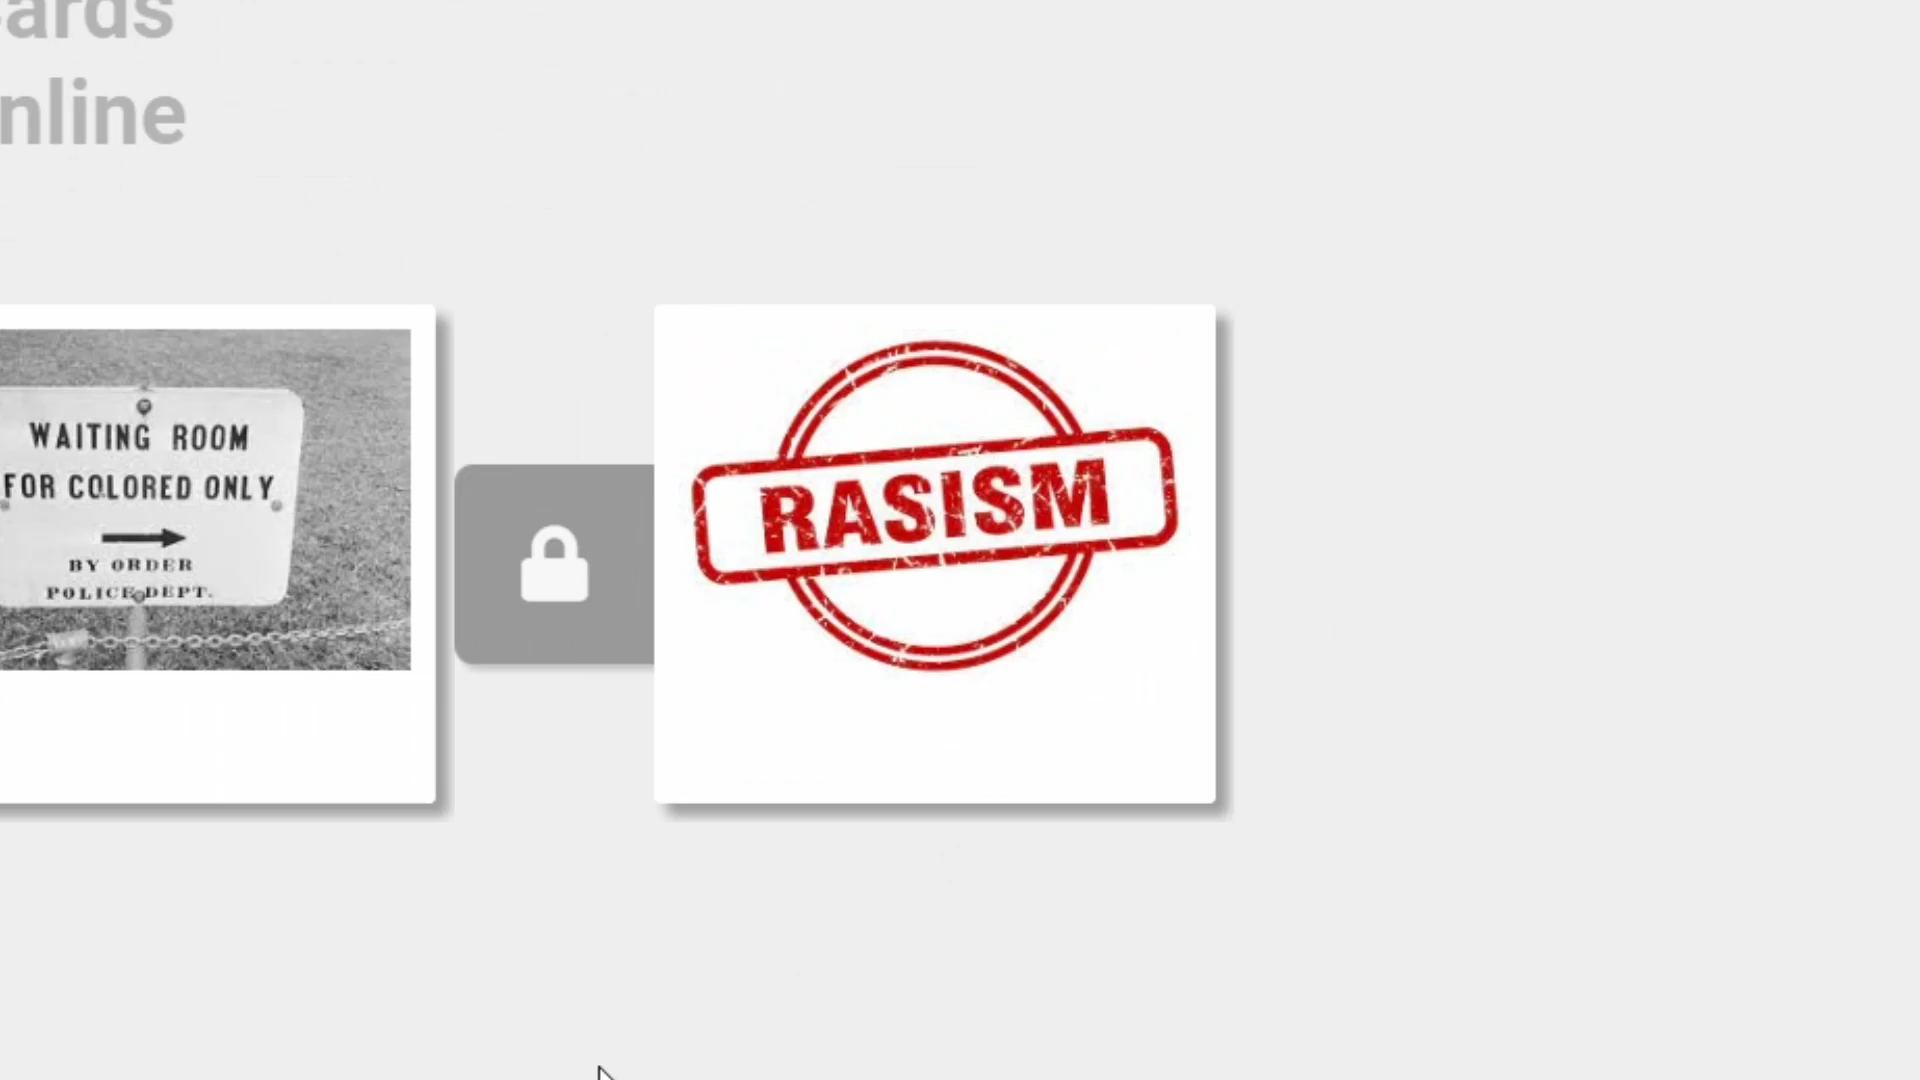 ards
nline
WAITING ROOM
FOR COLORED ONLY
BY ORDER
POLICE DEPT.
RASISM